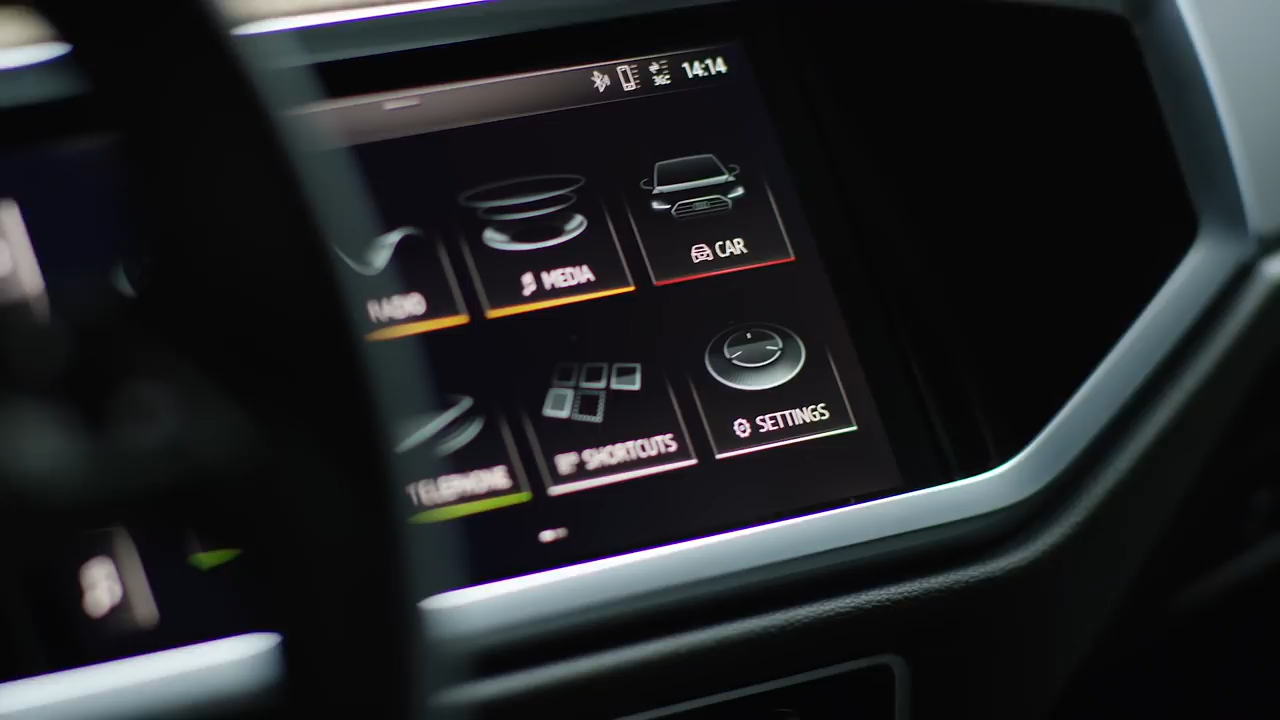 14:14
RADIO
MEDIA
CAR
TELEPHONE
SHORTCUTS
SETTINGS